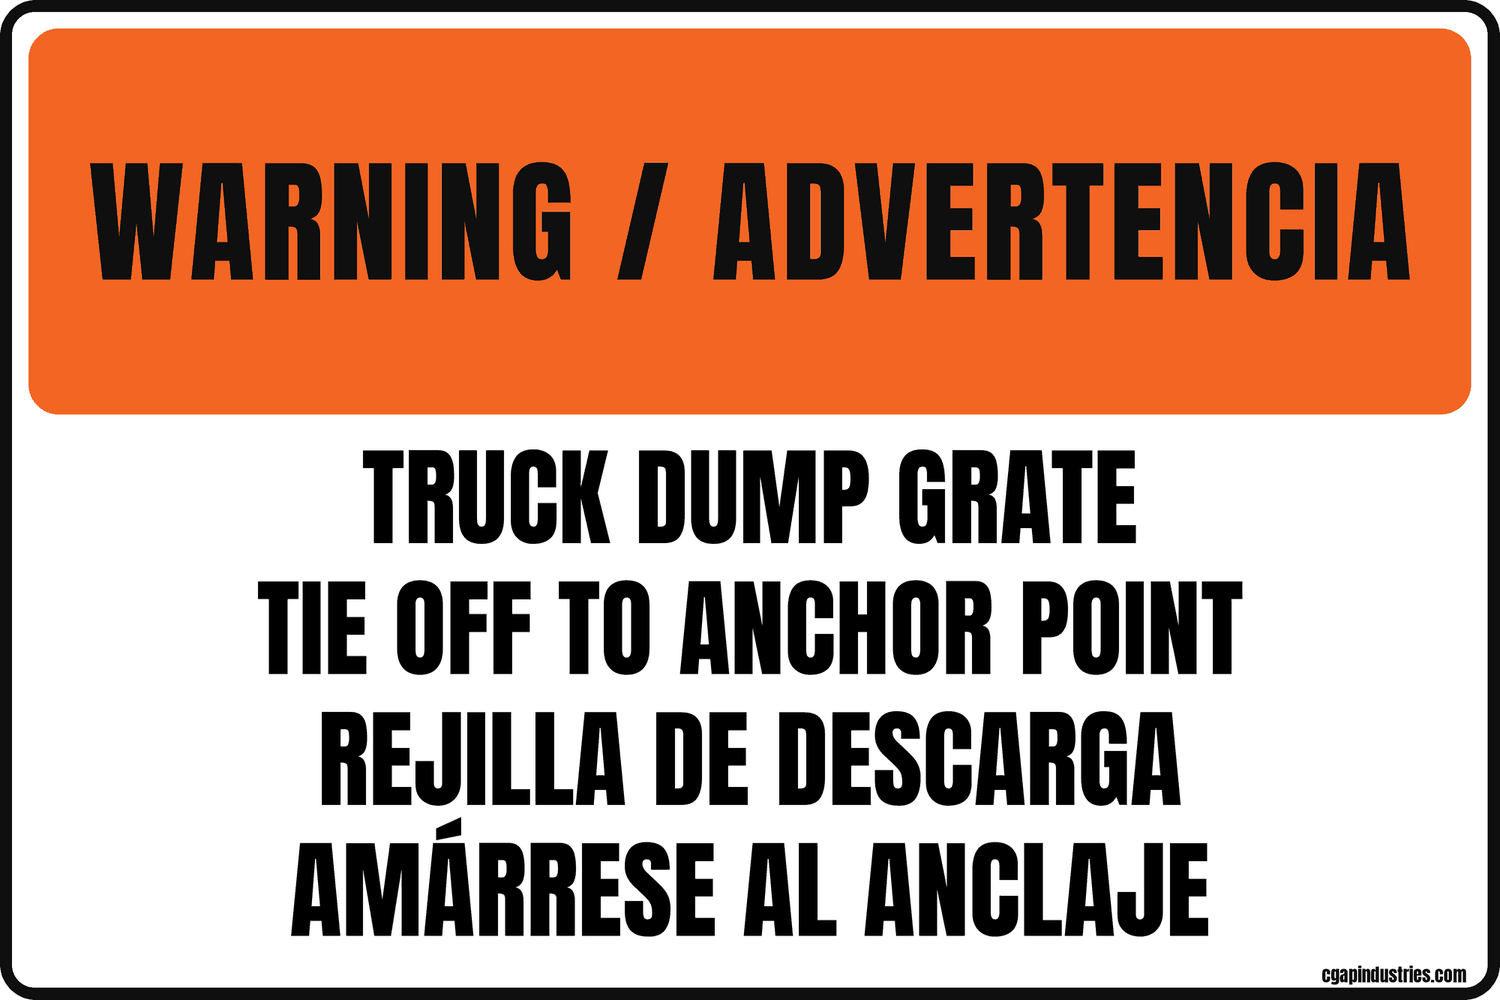 WARNING / ADVERTENCIA
TRUCK DUMP GRATE
TIE OFF TO ANCHOR POINT
REJILLA DE DESCARGA
AMÁRRESE AL ANCLAJE
cgapindustries.com